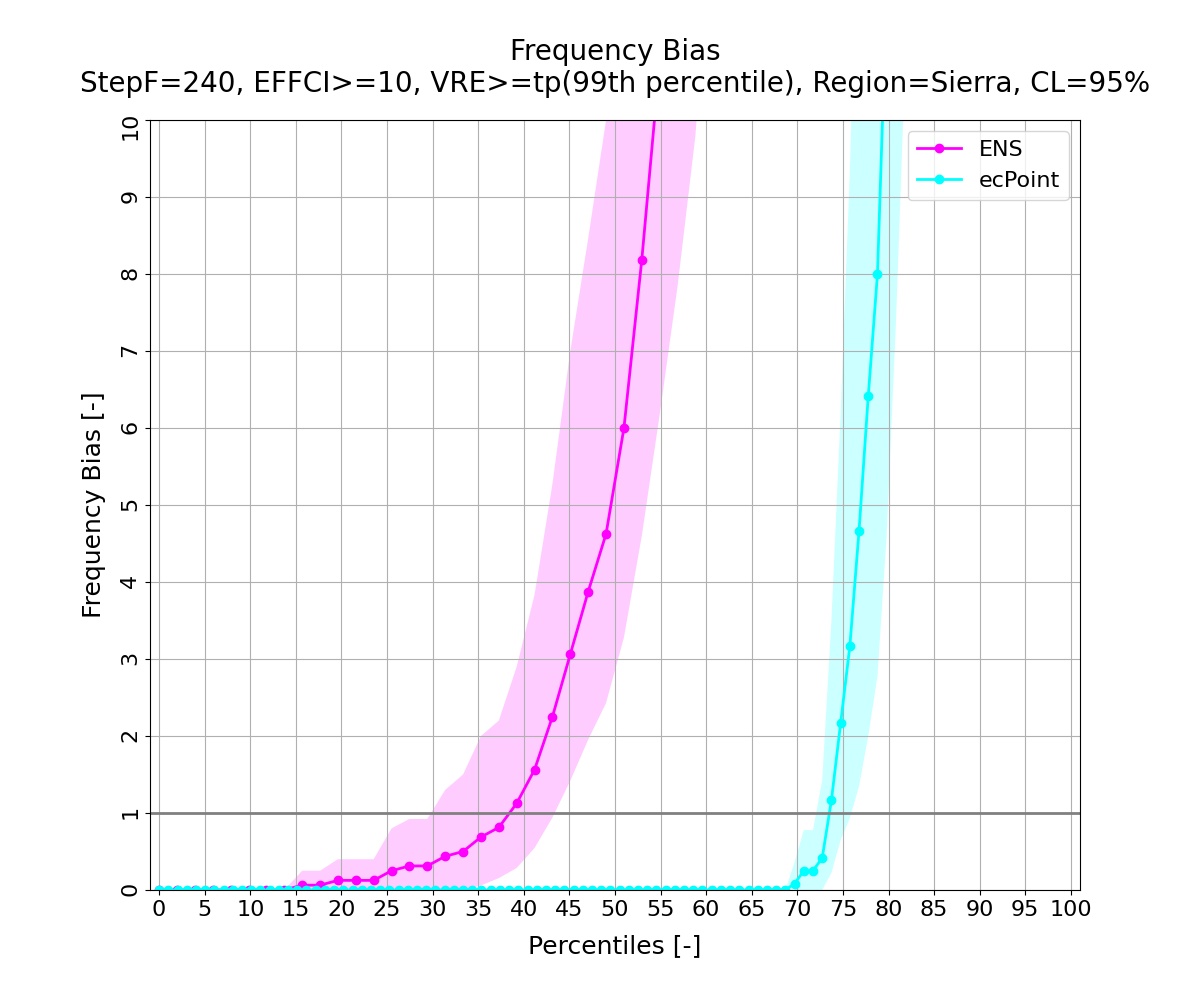 Frequency Bias
StepF=240, EFFCI>=10, VRE>=tp(99th percentile), Region=Sierra, CL=95%
ENS
ecPoint
Frequency Bias [-]
10
9
8
7
6
5
4
3
2
1
0
0 5 10 15 20 25 30 35 40 45 50 55 60 65 70 75 80 85 90 95 100
Percentiles [-]